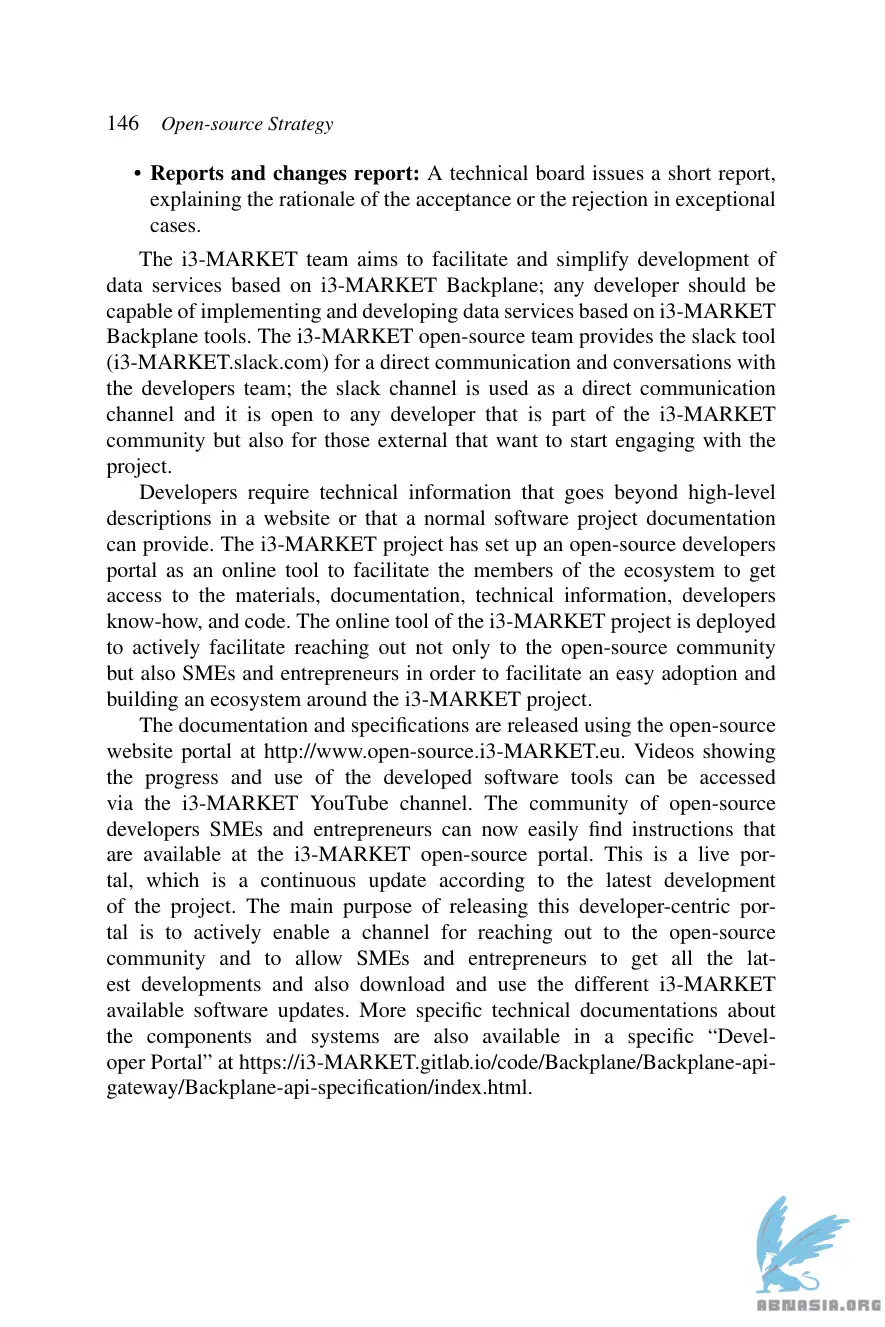 146 Open-source Strategy
• Reports and changes report: A technical board issues a short report,
explaining the rationale of the acceptance or the rejection in exceptional
cases.
The i3-MARKET team aims to facilitate and simplify development of
data services based on i3-MARKET Backplane; any developer should be
capable of implementing and developing data services based on i3-MARKET
Backplane tools. The i3-MARKET open-source team provides the slack tool
(i3-MARKET.slack.com) for a direct communication and conversations with
the developers team; the slack channel is used as a direct communication
channel and it is open to any developer that is part of the i3-MARKET
community but also for those external that want to start engaging with the
project.
Developers require technical information that goes beyond high-level
descriptions in a website or that a normal software project documentation
can provide. The i3-MARKET project has set up an open-source developers
portal as an online tool to facilitate the members of the ecosystem to get
access to the materials, documentation, technical information, developers
know-how, and code. The online tool of the i3-MARKET project is deployed
to actively facilitate reaching out not only to the open-source community
but also SMEs and entrepreneurs in order to facilitate an easy adoption and
building an ecosystem around the i3-MARKET project.
The documentation and specifications are released using the open-source
website portal at http://www.open-source.i3-MARKET.eu. Videos showing
the progress and use of the developed software tools can be accessed
via the i3-MARKET YouTube channel. The community of open-source
developers SMEs and entrepreneurs can now easily find instructions that
are available at the i3-MARKET open-source portal. This is a live por-
tal, which is a continuous update according to the latest development
of the project. The main purpose of releasing this developer-centric por-
tal is to actively enable a channel for reaching out to the open-source
community and to allow SMEs and entrepreneurs to get all the lat-
est developments and also download and use the different i3-MARKET
available software updates. More specific technical documentations about
the components and systems are also available in a specific “Devel-
oper Portal” at https://i3-MARKET.gitlab.io/code/Backplane/Backplane-api-
gateway/Backplane-api-specification/index.html.
ABNASIA.ORG